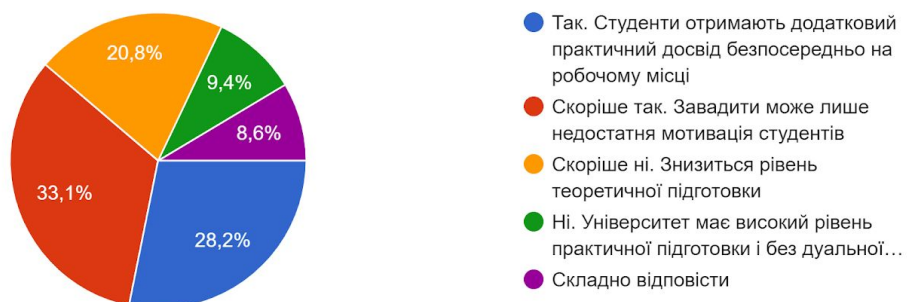 20,8%
9,4%
8,6%
33,1%
28,2%
Так. Студенти отримають додатковий
практичний досвід безпосередньо на
робочому місці
Скоріше так. Завадити може лише
недостатня мотивація студентів
Скоріше ні. Знизиться рівень
теоретичної підготовки
Ні. Університет має високий рівень
практичної підготовки і без дуальної…
Складно відповісти